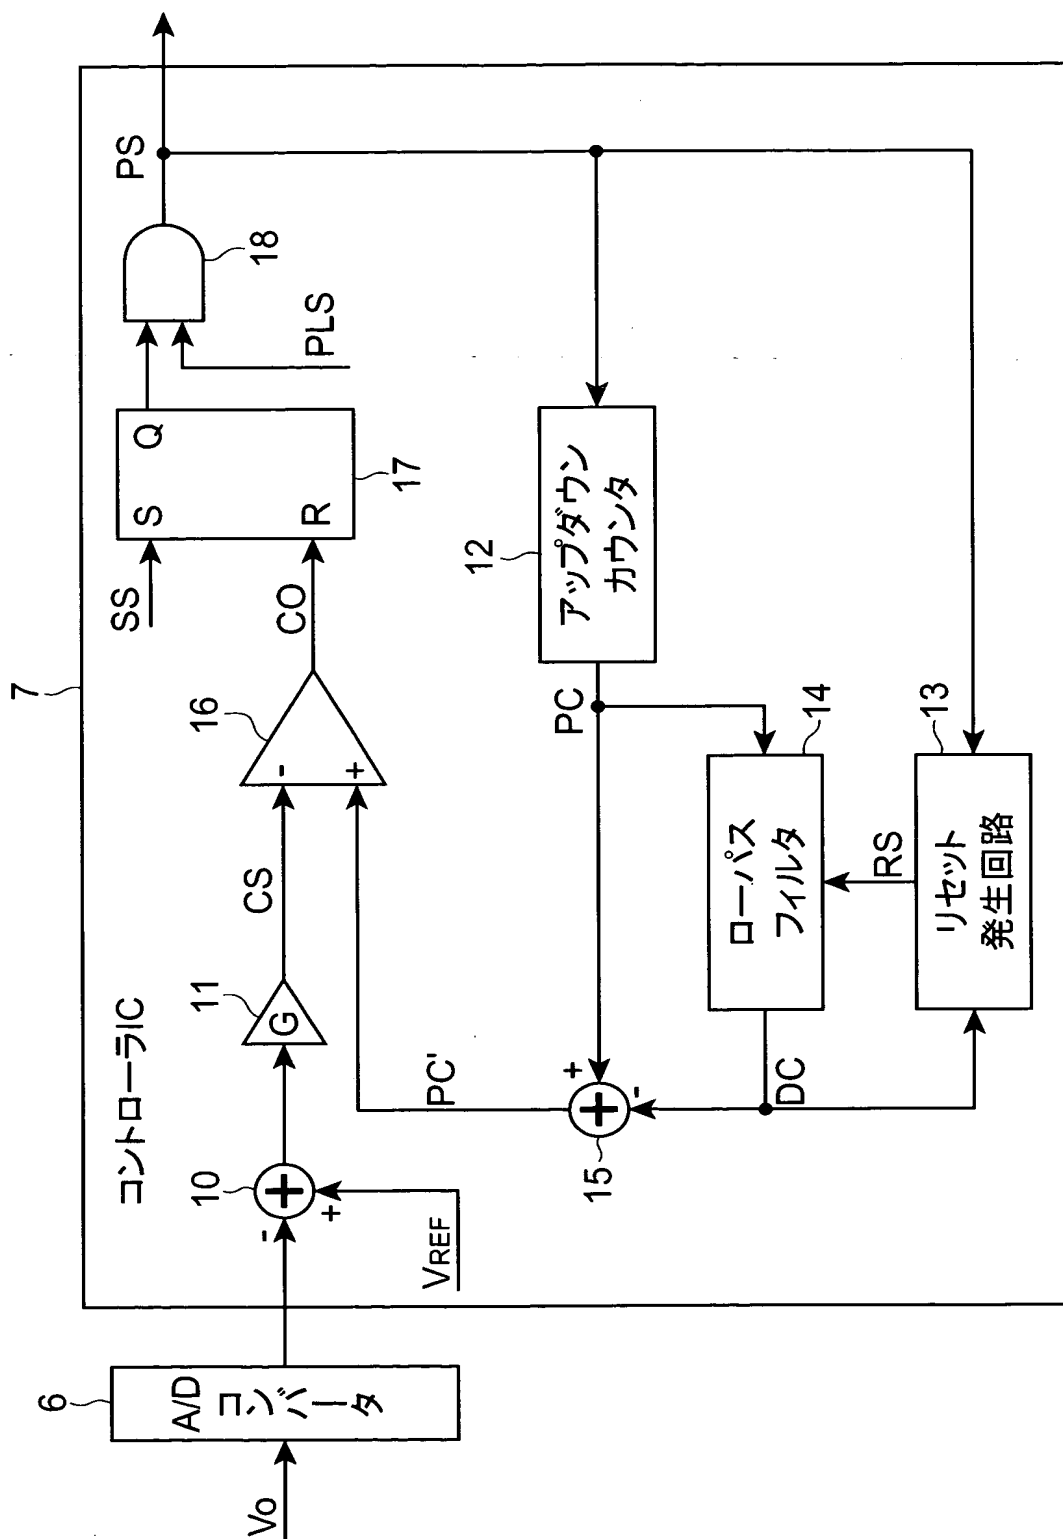 7
コントローラIC
6
A/D
コンバータ
Vo
10
-
+
VREF
11
G
CS
16
-
+
CO
SS
S
Q
R
17
PLS
18
PS
PC'
15
+
-
PC
12
アップダウン
カウンタ
DC
14
ローパス
フィルタ
RS
13
リセット
発生回路